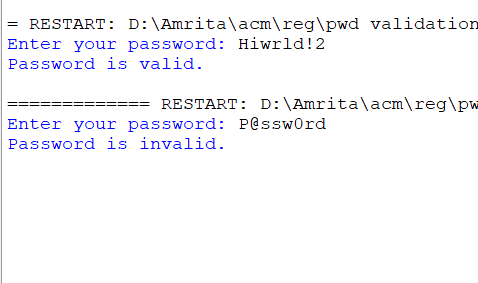 = RESTART: D:\Amrita\acm\reg\pwd validation
Enter your password: Hiwrld!2
Password is valid.
============= RESTART: D:\Amrita\acm\reg\pw
Enter your password: P@ssw0rd
Password is invalid.